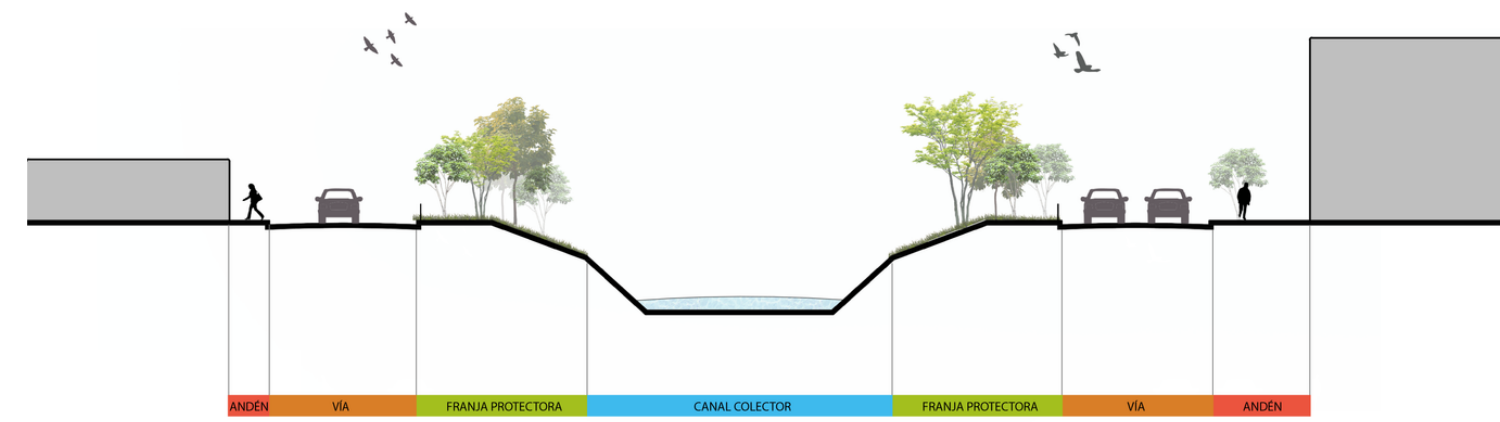 ANDÉN
VÍA
FRANJA PROTECTORA
CANAL COLECTOR
FRANJA PROTECTORA
VÍA
ANDÉN